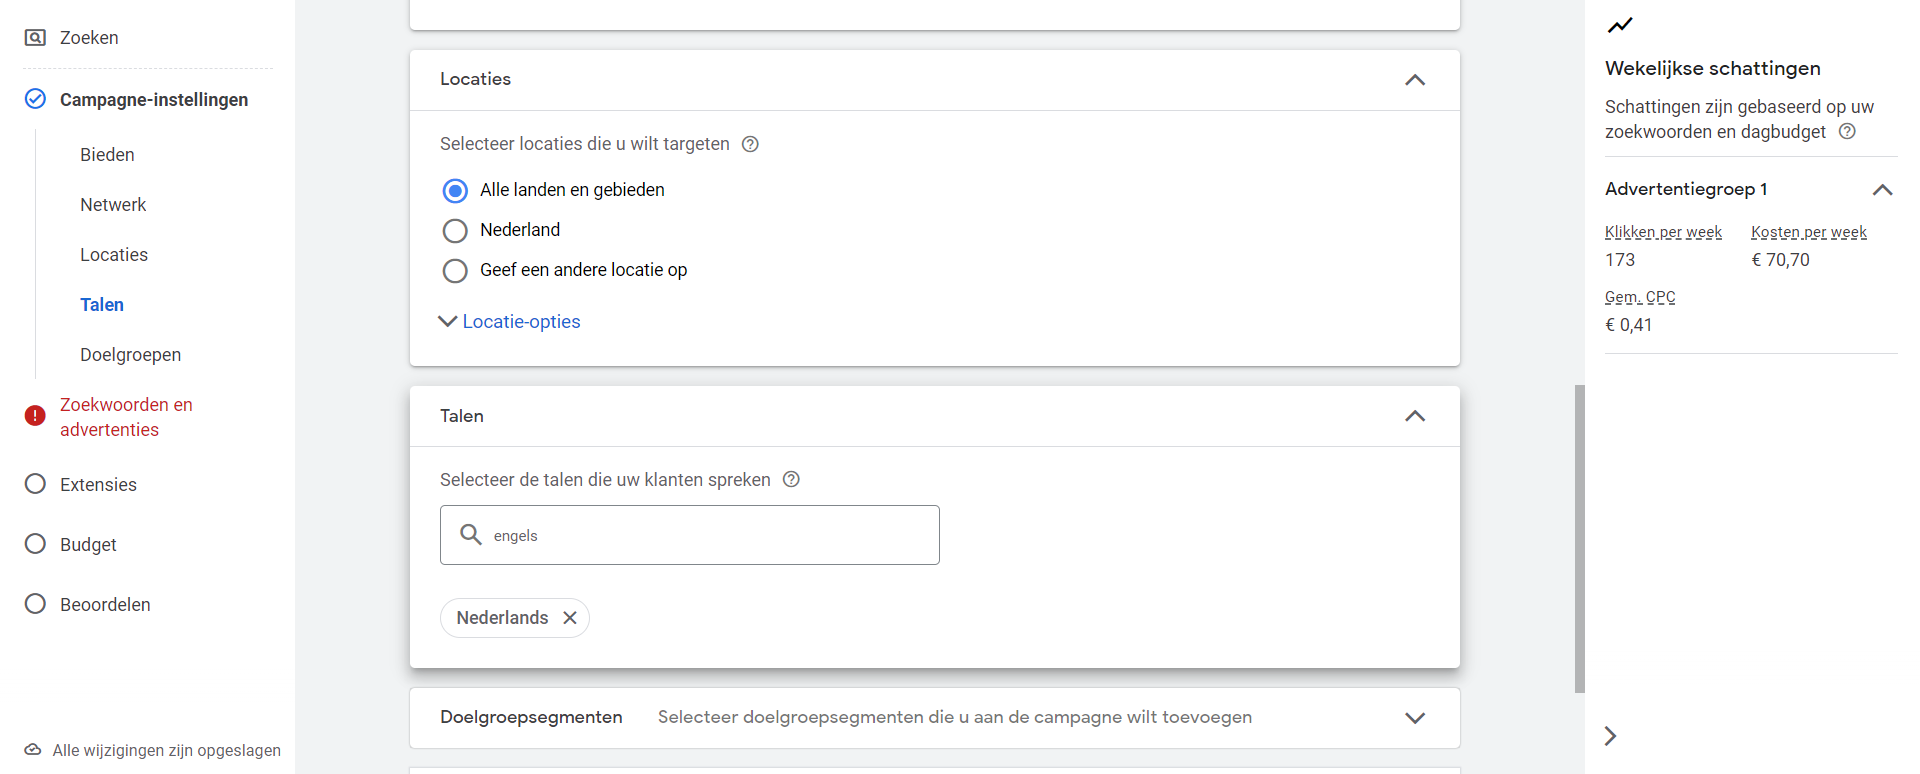 Zoeken
Campagne-instellingen
Bieden
Netwerk
Locaties
Talen
Doelgroepen
Zoekwoorden en
advertenties
Extensies
Budget
Beoordelen
Alle wijzigingen zijn opgeslagen
Locaties
Selecteer locaties die u wilt targeten
Alle landen en gebieden
Nederland
Geef een andere locatie op
Locatie-opties
Talen
Selecteer de talen die uw klanten spreken
engels
Nederlands
Doelgroepsegmenten Selecteer doelgroepsegmenten die u aan de campagne wilt toevoegen
Wekelijkse schattingen
Schattingen zijn gebaseerd op uw
zoekwoorden en dagbudget
Advertentiegroep 1
Klikken per week Kosten per week
173 € 70,70
Gem. CPC
€ 0,41